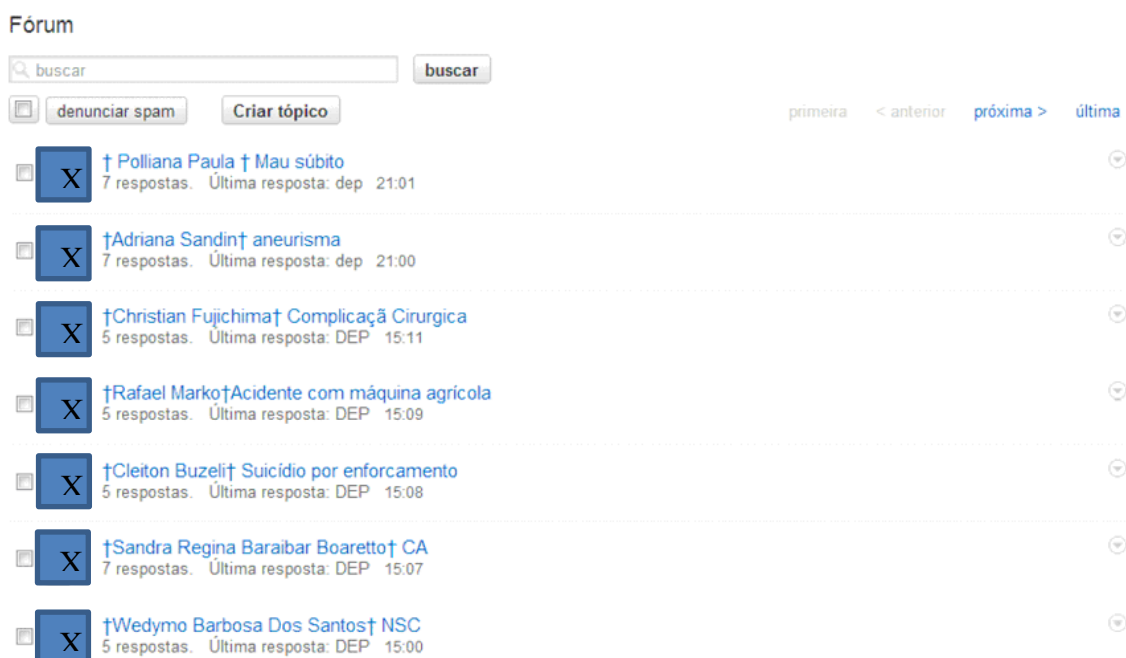 Fórum
buscar buscar
denunciar spam Criar tópico primeira < anterior próxima > última
X † Polliana Paula † Mau súbito
7 respostas. Última resposta: dep 21:01
X †Adriana Sandin† aneurisma
7 respostas. Última resposta: dep 21:00
X †Christian Fujichima† Complicaçã Cirurgica
5 respostas. Última resposta: DEP 15:11
X †Rafael Marko†Acidente com máquina agrícola
5 respostas. Última resposta: DEP 15:09
X †Cleiton Buzeli† Suicídio por enforcamento
5 respostas. Última resposta: DEP 15:08
X †Sandra Regina Baraibar Boaretto† CA
7 respostas. Última resposta: DEP 15:07
X †Wedymo Barbosa Dos Santos† NSC
5 respostas. Última resposta: DEP 15:00